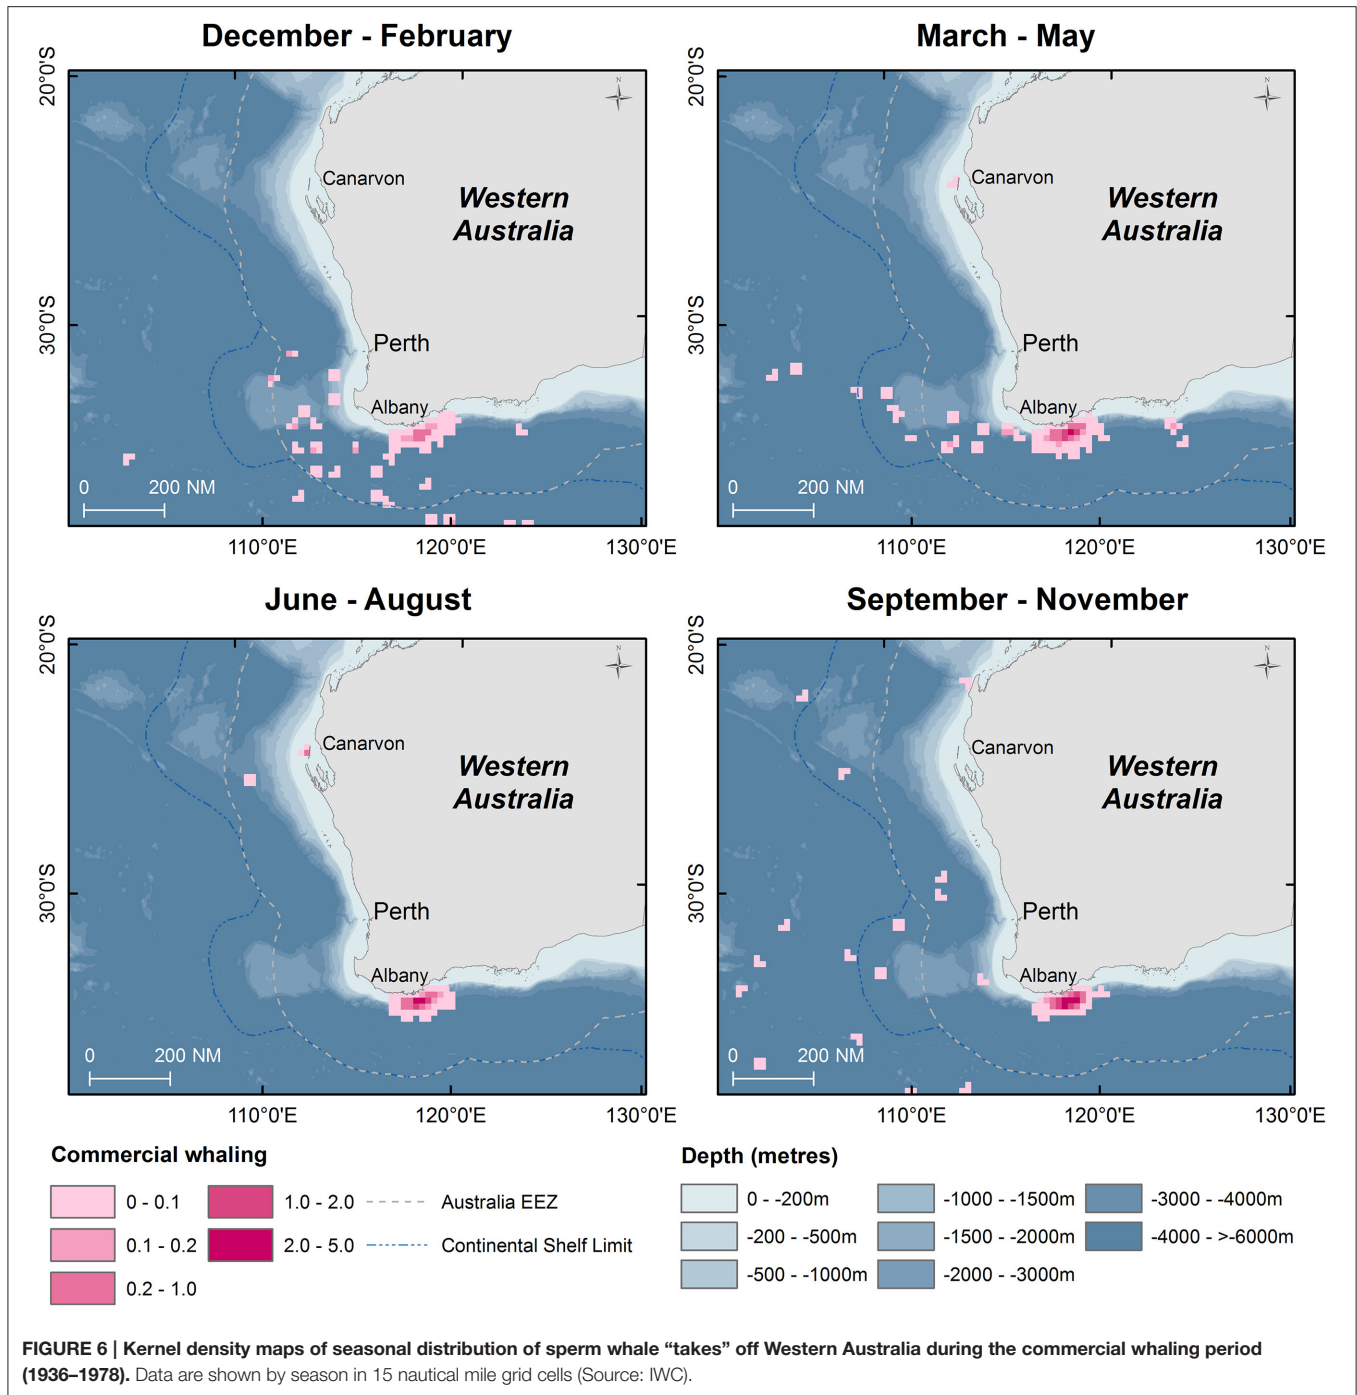 December - February
March - May
20°0'S
N
Canarvon
Western
Australia
30°0'S
Perth
Albany
0 200 NM
110°0'E 120°0'E 130°0'E
20°0'S
N
Canarvon
Western
Australia
30°0'S
Perth
Albany
0 200 NM
110°0'E 120°0'E 130°0'E
June - August
September - November
20°0'S
N
Canarvon
Western
Australia
30°0'S
Perth
Albany
0 200 NM
110°0'E 120°0'E 130°0'E
20°0'S
N
Canarvon
Western
Australia
30°0'S
Perth
Albany
0 200 NM
110°0'E 120°0'E 130°0'E
Commercial whaling
0 - 0.1
0.1 - 0.2
0.2 - 1.0
1.0 - 2.0
2.0 - 5.0
Australia EEZ
Continental Shelf Limit
Depth (metres)
0 - -200m
-200 - -500m
-500 - -1000m
-1000 - -1500m
-1500 - -2000m
-2000 - -3000m
-3000 - -4000m
-4000 - >-6000m
FIGURE 6 | Kernel density maps of seasonal distribution of sperm whale “takes” off Western Australia during the commercial whaling period
(1936–1978). Data are shown by season in 15 nautical mile grid cells (Source: IWC).